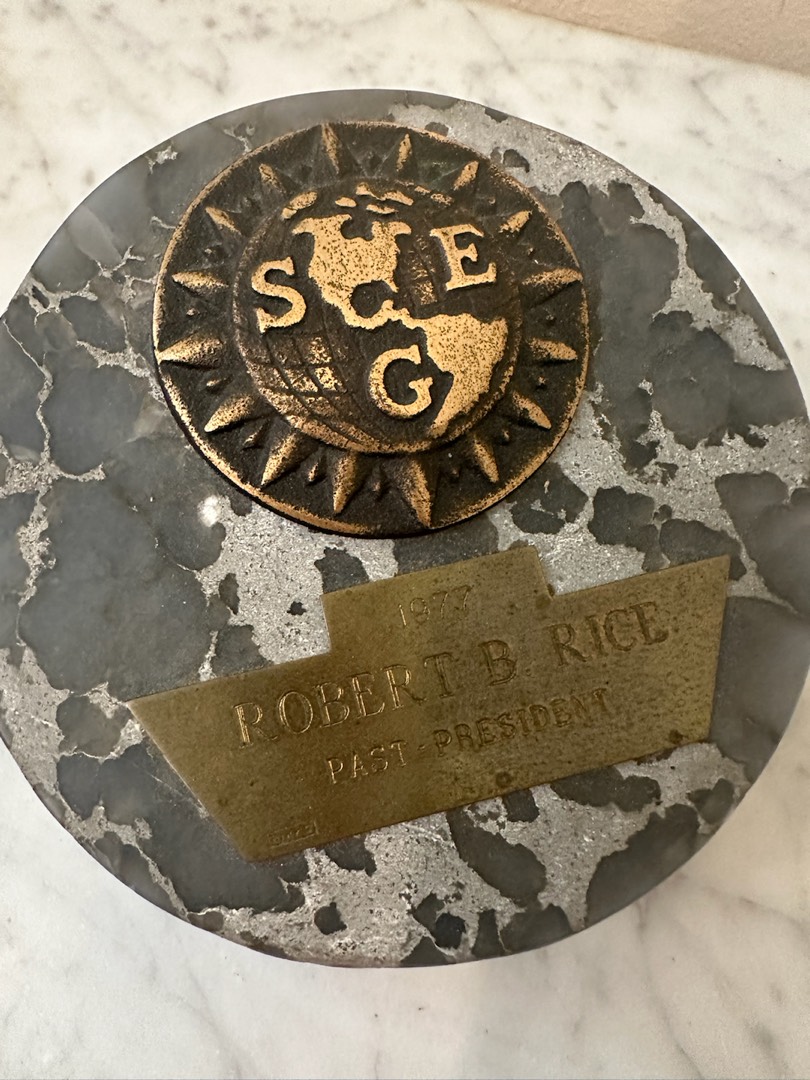 S E G
1977
ROBERT B RICE
PAST-PRESIDENT